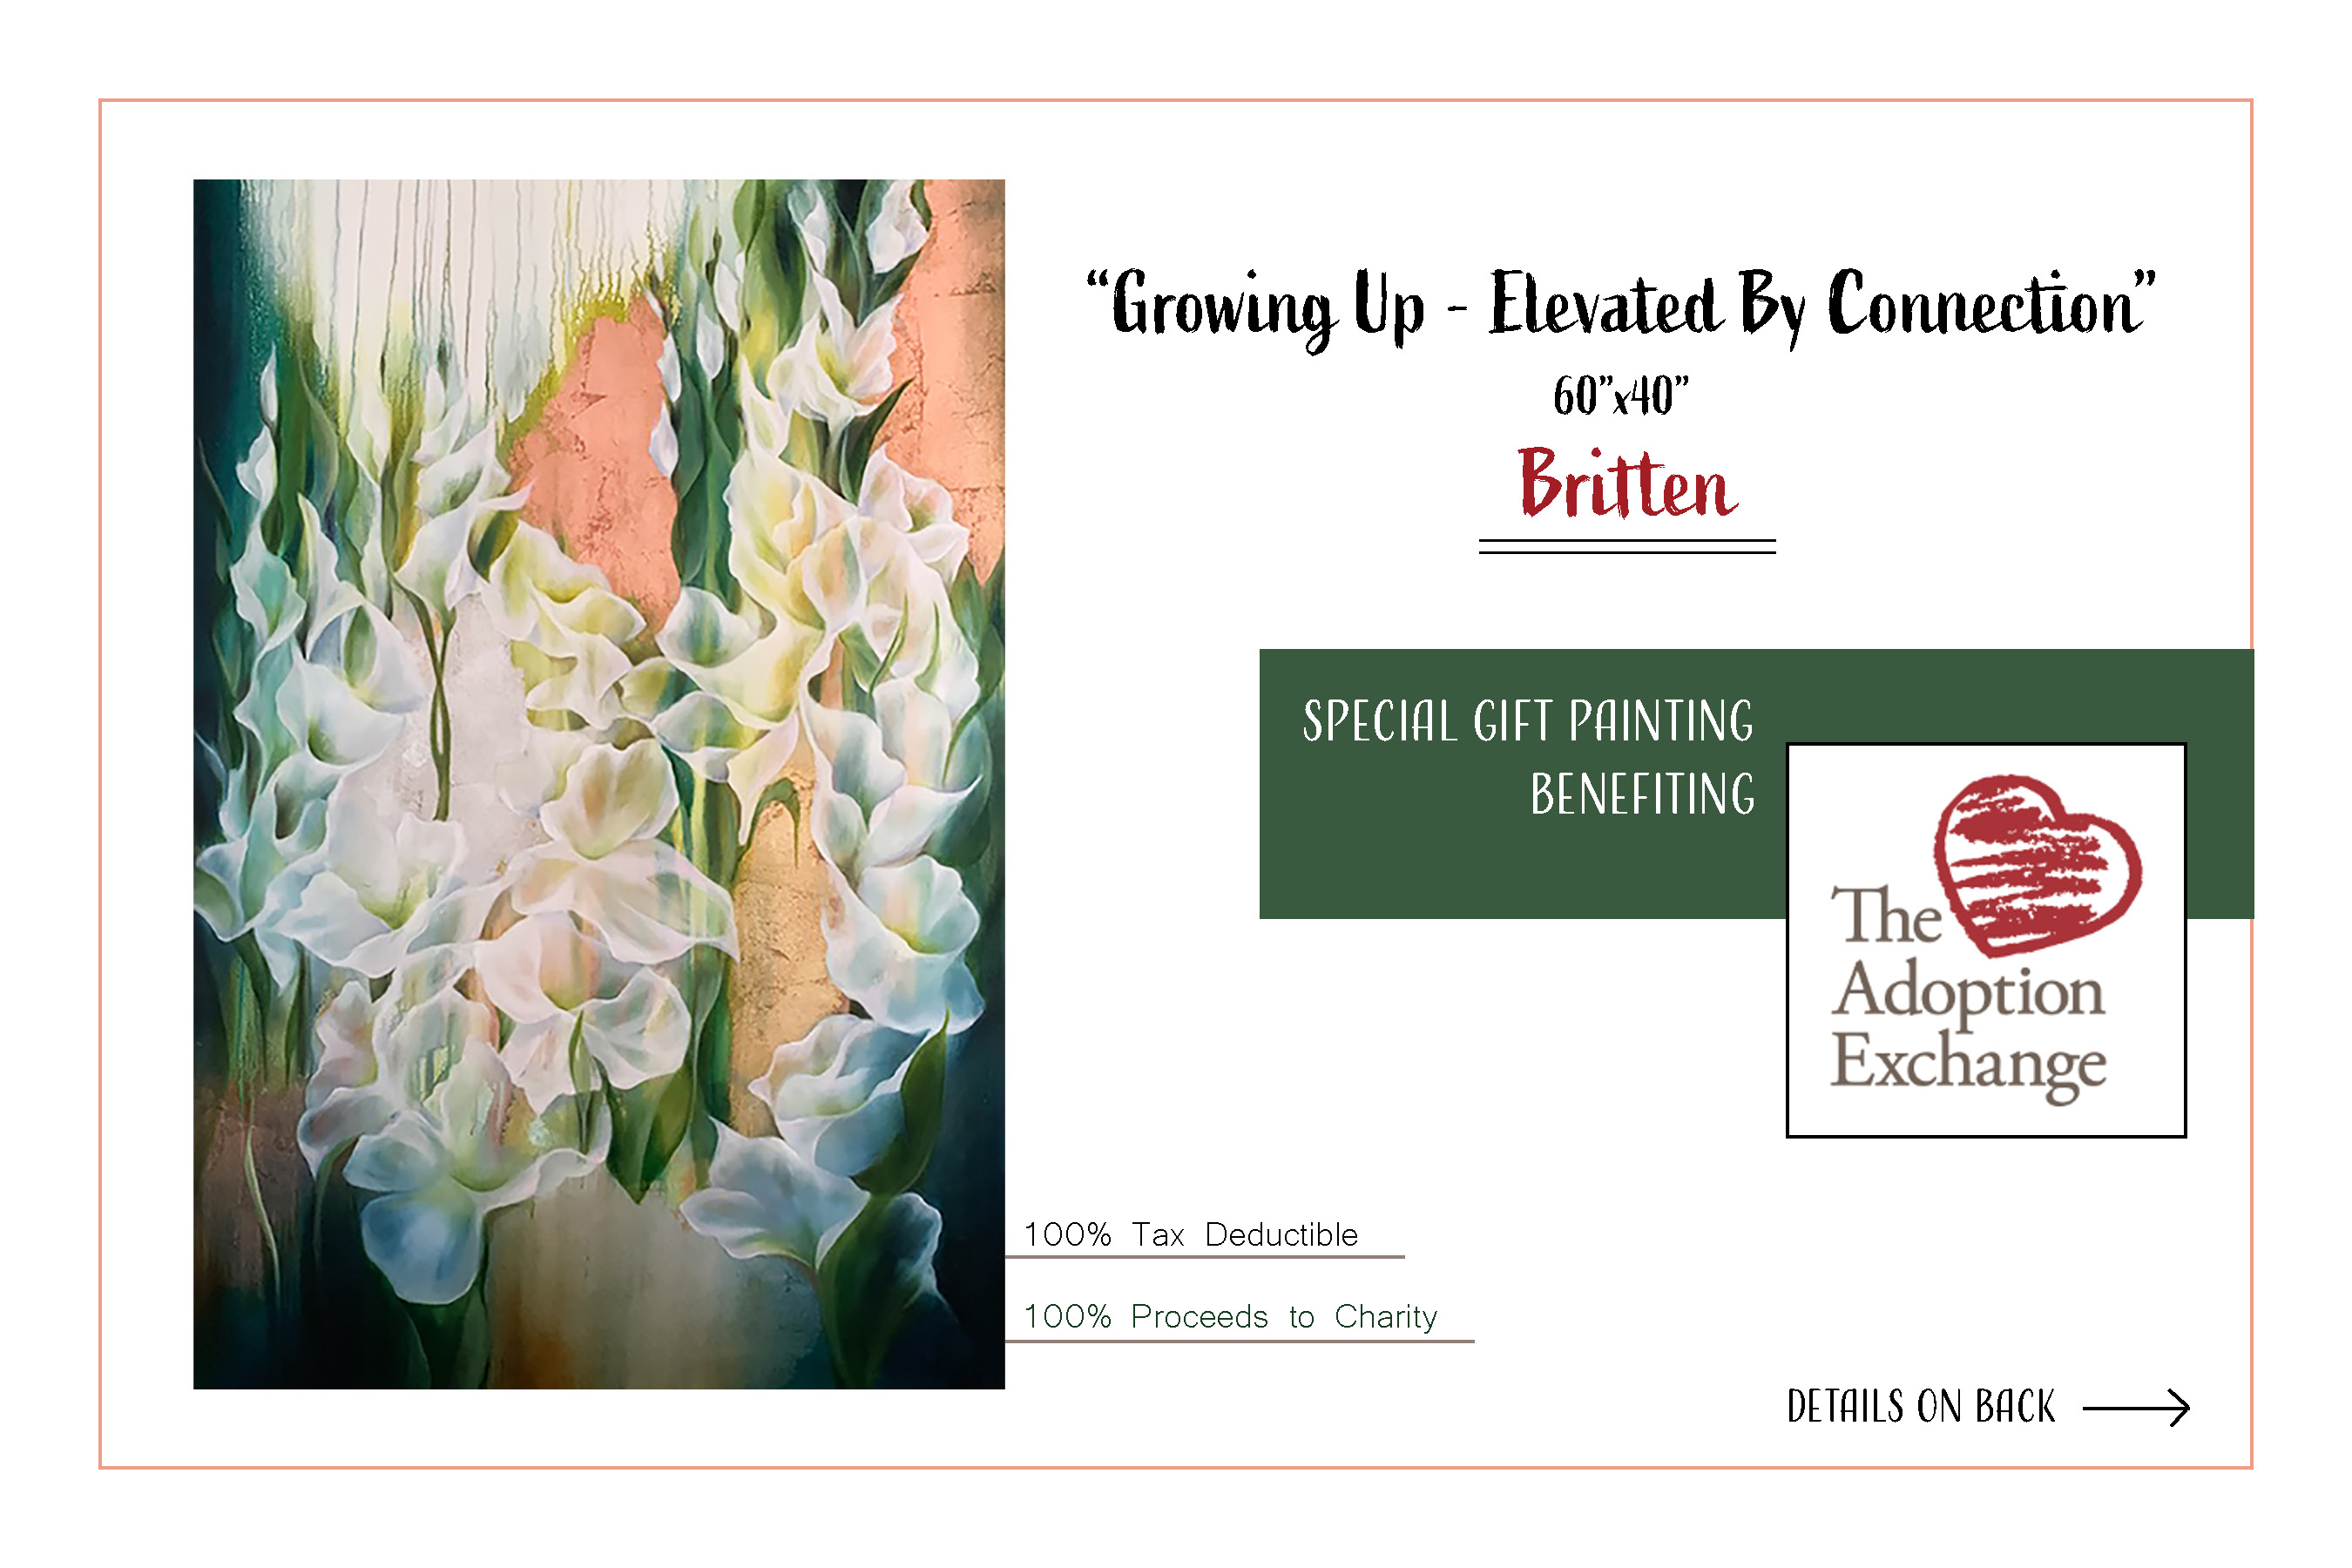 “Growing Up - Elevated By Connection”
60”x40”
Britten
SPECIAL GIFT PAINTING
BENEFITING
The
Adoption
Exchange
100% Tax Deductible
100% Proceeds to Charity
DETAILS ON BACK